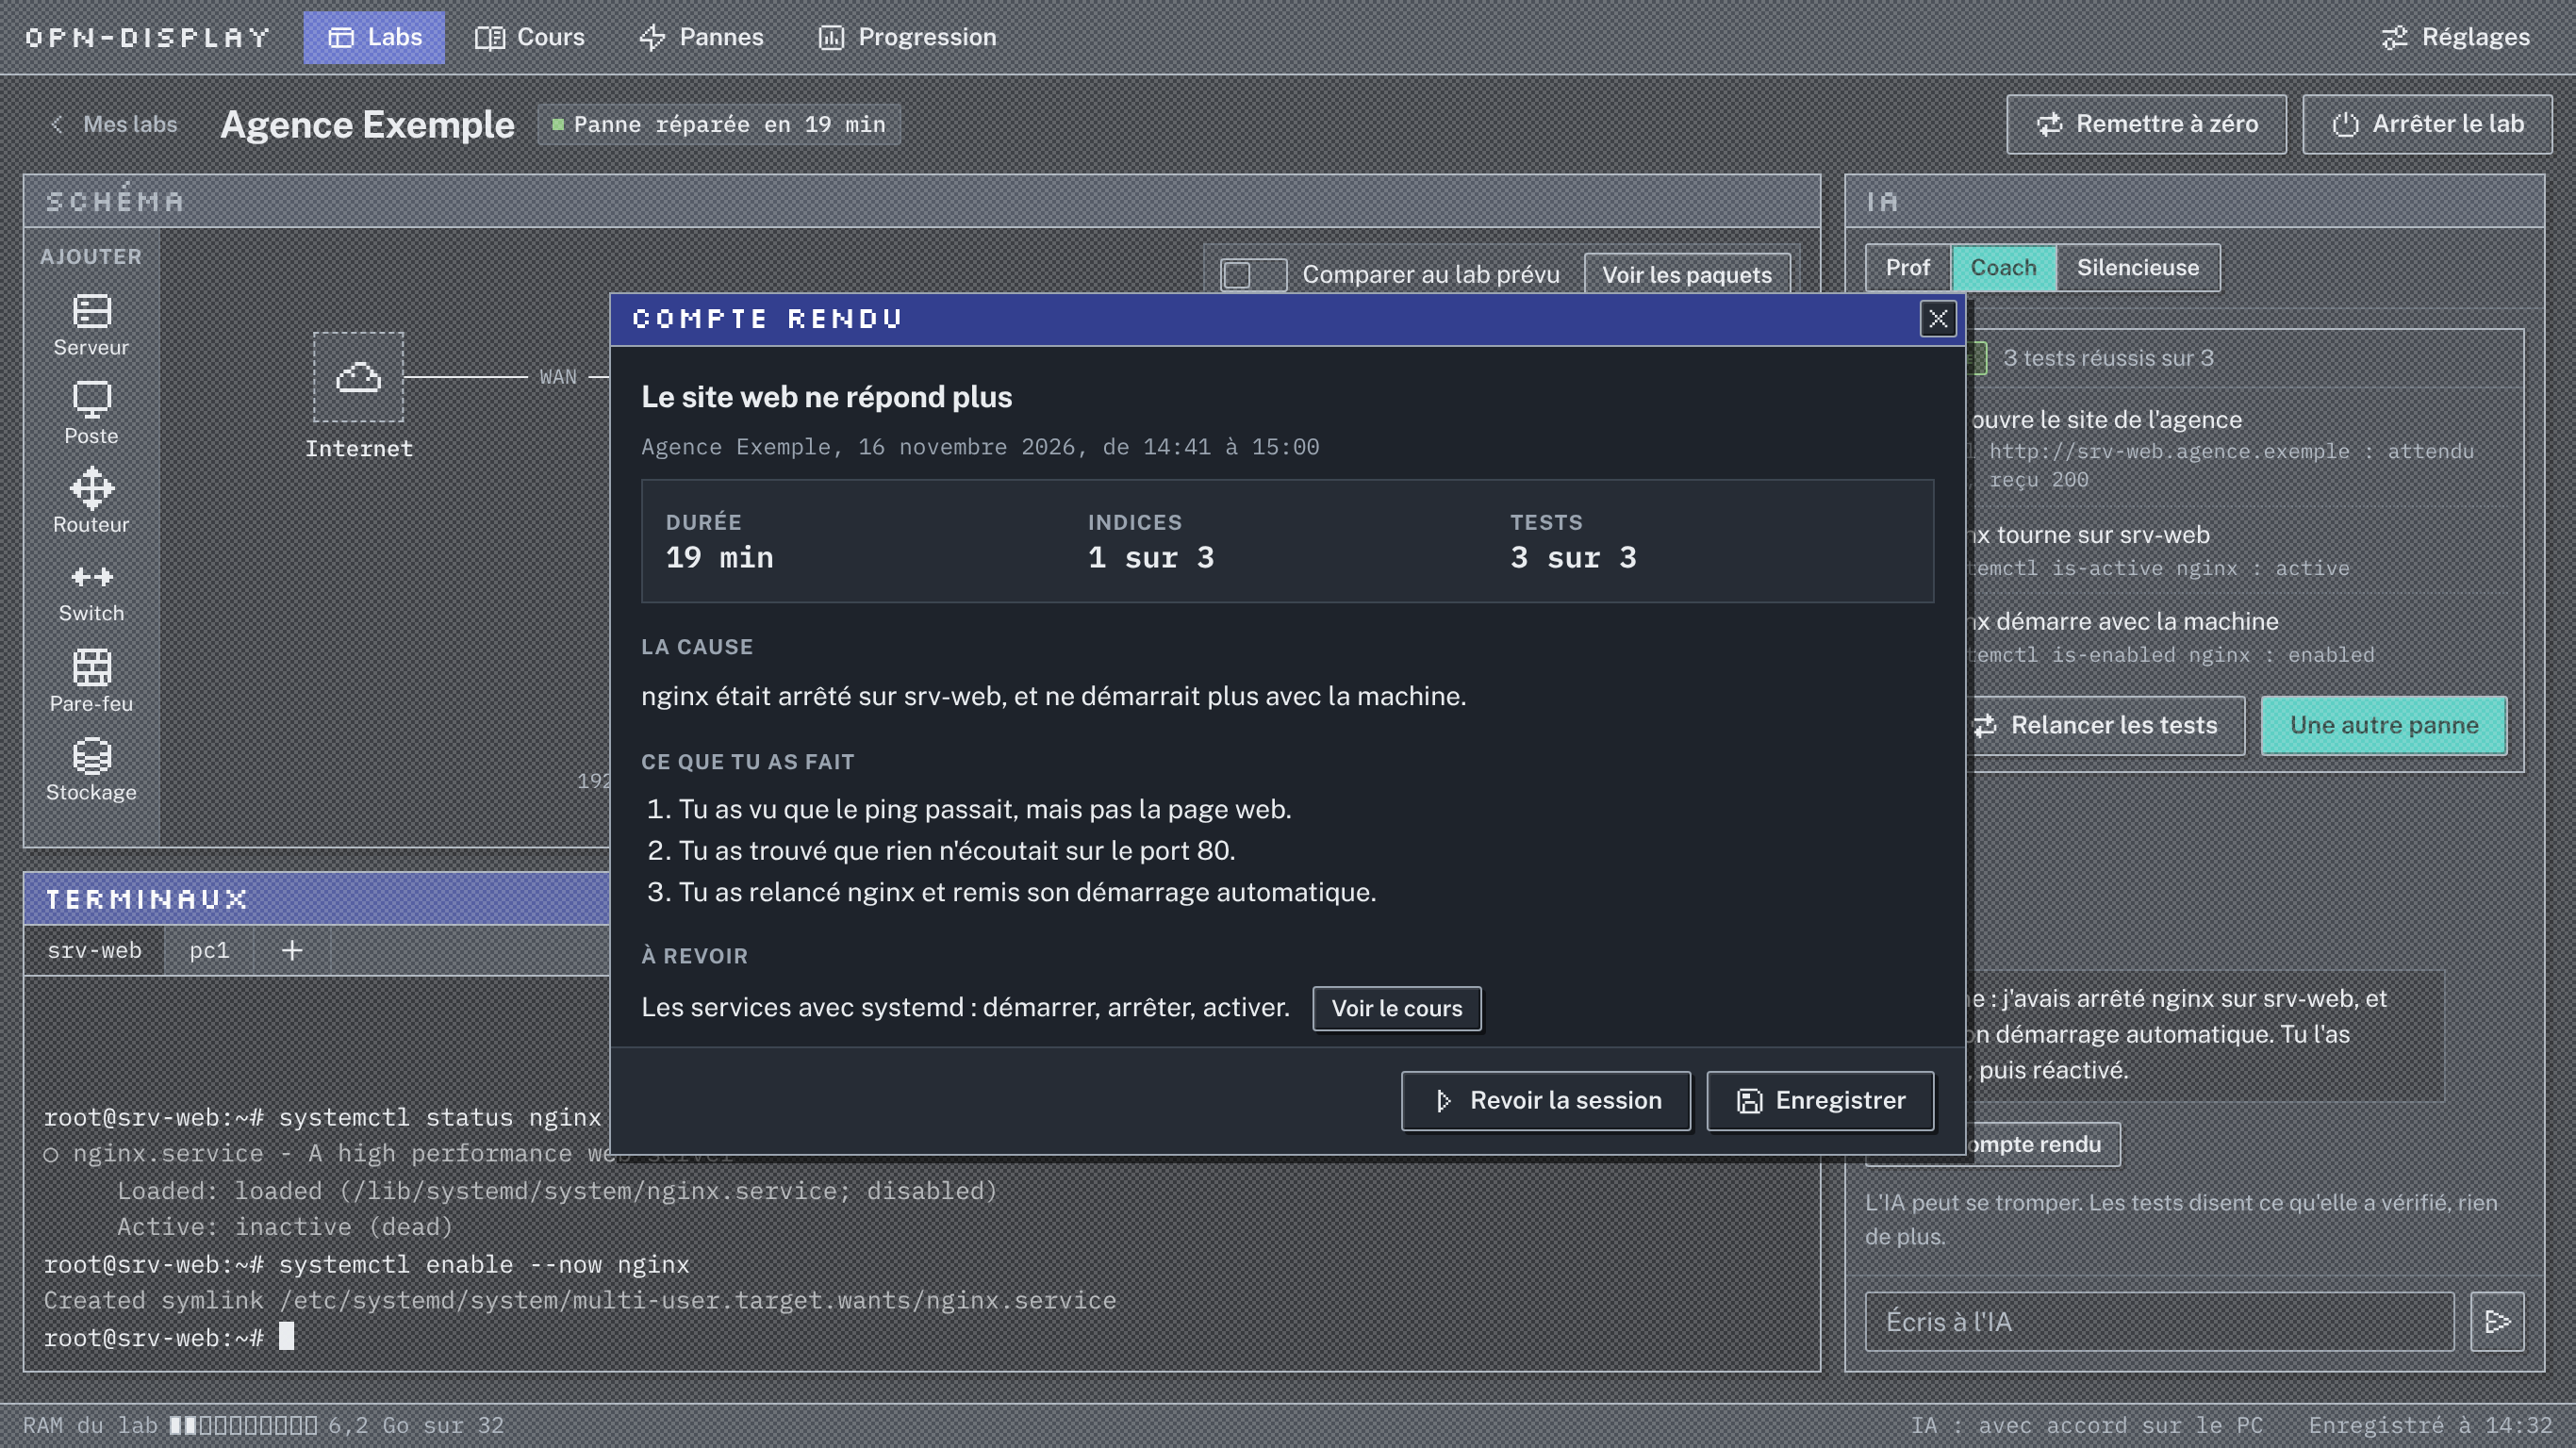 OPN-DISPLAY
Labs
Cours
Pannes
Progression
Réglages
Mes labs
Agence Exemple
Panne réparée en 19 min
Remettre à zéro
Arrêter le lab
SCHÉMA
AJOUTER
Serveur
Poste
Routeur
Switch
Pare-feu
Stockage
Comparer au lab prévu
Voir les paquets
Internet
WAN
192
COMPTE RENDU
Le site web ne répond plus
Agence Exemple, 16 novembre 2026, de 14:41 à 15:00
DURÉE
19 min
INDICES
1 sur 3
TESTS
3 sur 3
LA CAUSE
nginx était arrêté sur srv-web, et ne démarrait plus avec la machine.
CE QUE TU AS FAIT
1. Tu as vu que le ping passait, mais pas la page web.
2. Tu as trouvé que rien n'écoutait sur le port 80.
3. Tu as relancé nginx et remis son démarrage automatique.
À REVOIR
Les services avec systemd : démarrer, arrêter, activer.
Voir le cours
Revoir la session
Enregistrer
TERMINAUX
srv-web
pc1
root@srv-web:~# systemctl status nginx
nginx.service - A high performance web server
Loaded: loaded (/lib/systemd/system/nginx.service; disabled)
Active: inactive (dead)
root@srv-web:~# systemctl enable --now nginx
Created symlink /etc/systemd/system/multi-user.target.wants/nginx.service
root@srv-web:~#
IA
Prof
Coach
Silencieuse
3 tests réussis sur 3
ouvre le site de l'agence
http://srv-web.agence.exemple : attendu
reçu 200
tourne sur srv-web
is-active nginx : active
démarre avec la machine
is-enabled nginx : enabled
Relancer les tests
Une autre panne
: j'avais arrêté nginx sur srv-web, et
démarrage automatique. Tu l'as
, puis réactivé.
ompte rendu
L'IA peut se tromper. Les tests disent ce qu'elle a vérifié, rien
de plus.
Écris à l'IA
RAM du lab
6,2 Go sur 32
IA : avec accord sur le PC
Enregistré à 14:32